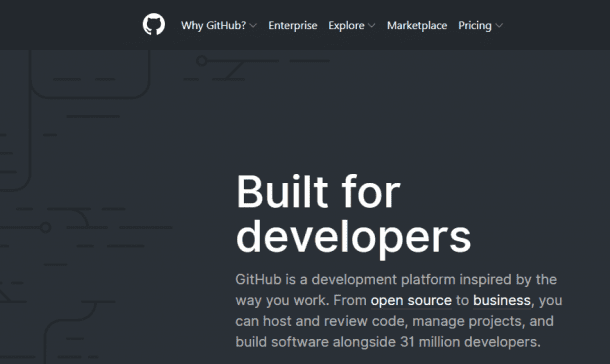 Why GitHub? Enterprise Explore Marketplace Pricing
Built for
developers
GitHub is a development platform inspired by the
way you work. From open source to business, you
can host and review code, manage projects, and
build software alongside 31 million developers.